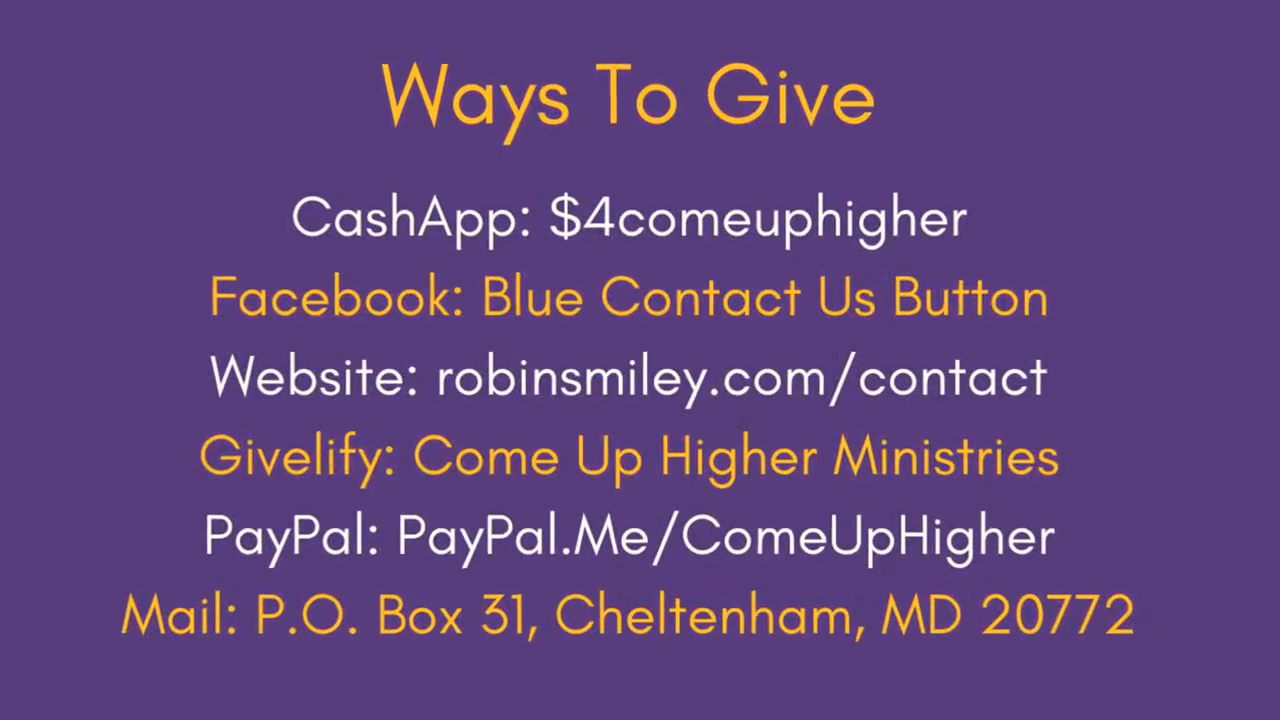 Ways To Give
CashApp: $4comeuphigher
Facebook: Blue Contact Us Button
Website: robinsmiley.com/contact
Givelify: Come Up Higher Ministries
PayPal: PayPal.Me/ComeUpHigher
Mail: P.O. Box 31, Cheltenham, MD 20772